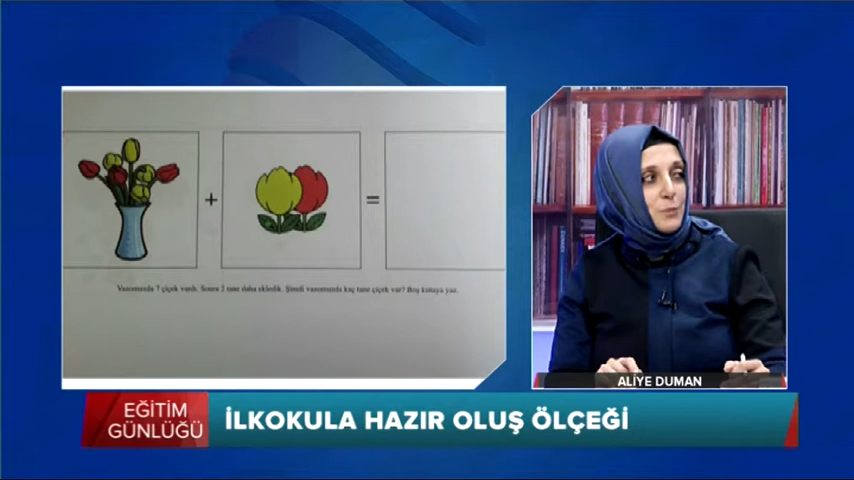 +
=
Vazomuzda 7 çiçek vardı. Sonra 2 tane daha ekledik. Şimdi vazomuzda kaç tane çiçek var? Boş kutuya yaz.
ALİYE DUMAN
EĞİTİM
GÜNLÜĞÜ
İLKOKULA HAZIR OLUŞ ÖLÇEĞİ